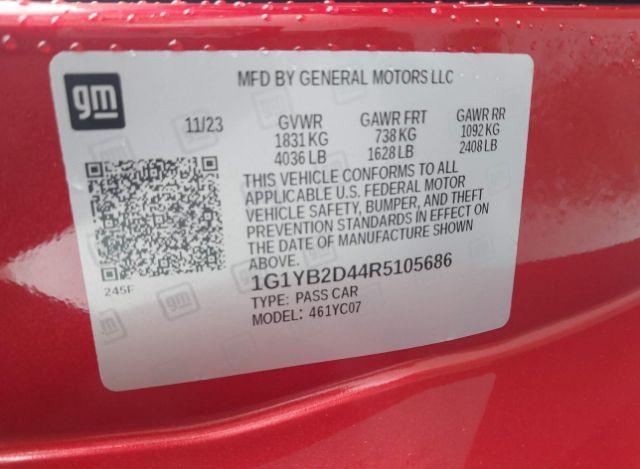 gm
MFD BY GENERAL MOTORS LLC
11/23 GVWR GAWR FRT GAWR RR
1831 KG 738 KG 1092 KG
4036 LB 1628 LB 2408 LB
THIS VEHICLE CONFORMS TO ALL
APPLICABLE U.S. FEDERAL MOTOR
VEHICLE SAFETY, BUMPER, AND THEFT
PREVENTION STANDARDS IN EFFECT ON
THE DATE OF MANUFACTURE SHOWN
ABOVE.
245F
1G1YB2D44R5105686
TYPE: PASS CAR
MODEL: 461YC07